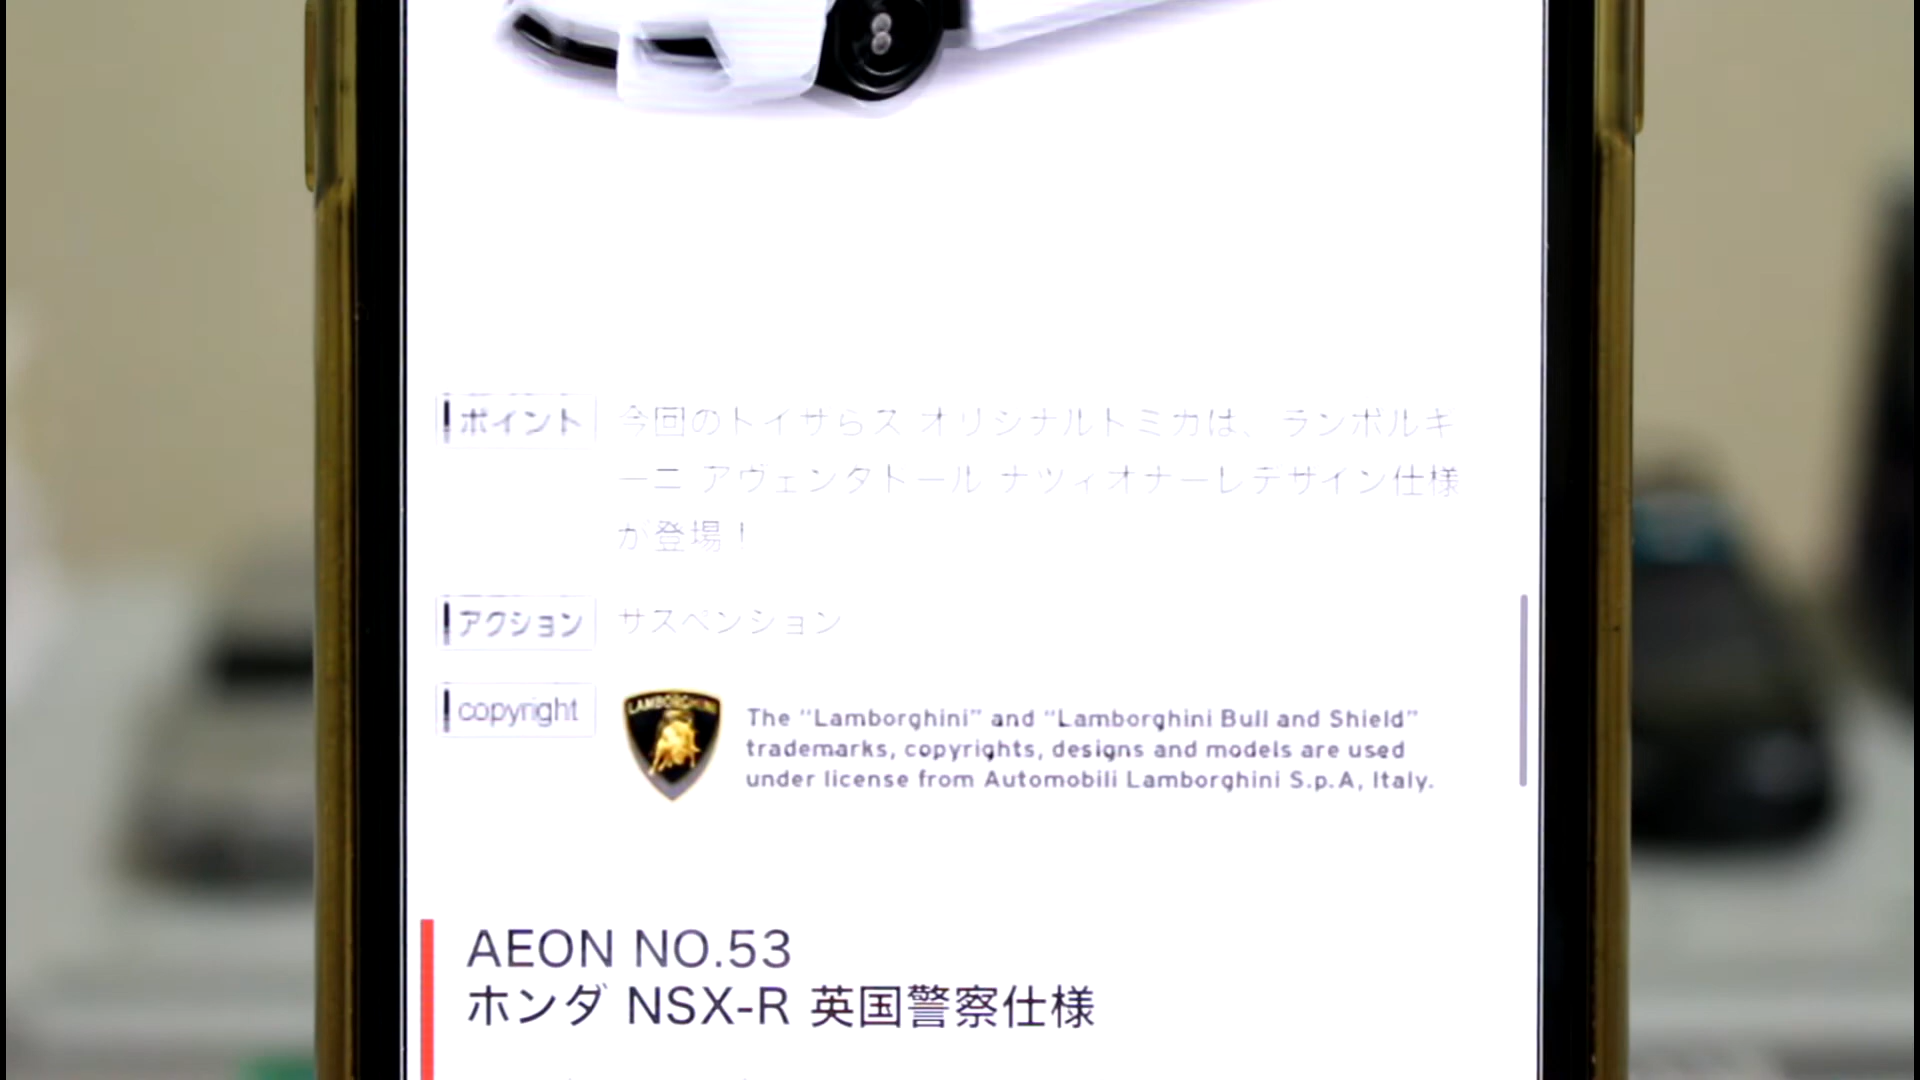 ポイント
今回のトイザらス オリジナルトミカは、ランボルギ
ーニ アヴェンタドール ナツィオナーレデザイン仕様
が登場！
アクション
サスペンション
copyright
LAMBORGHINI
The “Lamborghini” and “Lamborghini Bull and Shield”
trademarks, copyrights, designs and models are used
under license from Automobili Lamborghini S.p.A, Italy.
AEON NO.53
ホンダ NSX-R 英国警察仕様